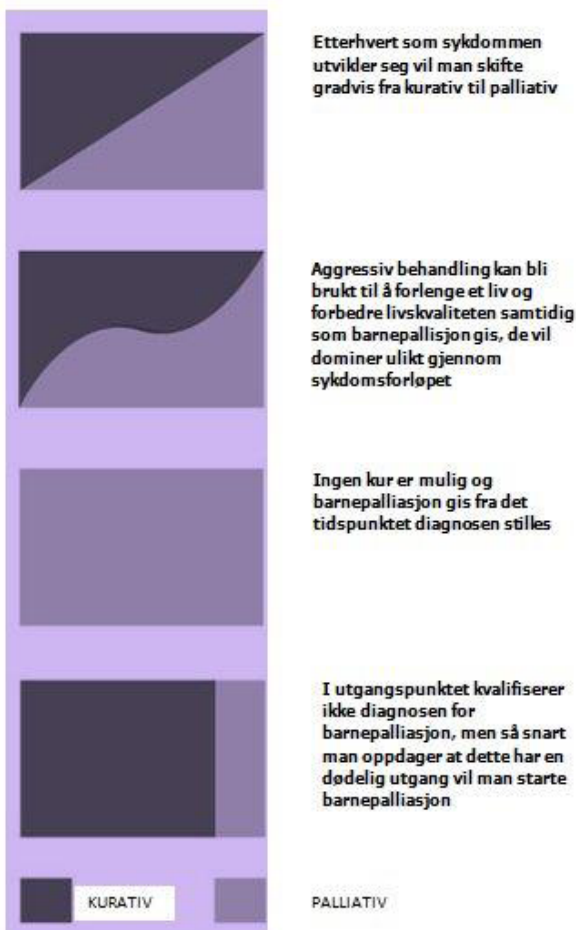 Etterhvert som sykdommen
utvikler seg vil man skifte
gradvis fra kurativ til palliativ
Aggressiv behandling kan bli
brukt til å forlenge et liv og
forbedre livskvaliteten samtidig
som barnepallisjon gis, de vil
dominer ulikt gjennom
sykdomsforløpet
Ingen kur er mulig og
barnepalliasjon gis fra det
tidspunktet diagnosen stilles
I utgangspunktet kvalifiserer
ikke diagnosen for
barnepalliasjon, men så snart
man oppdager at dette har en
dødelig utgang vil man starte
barnepalliasjon
KURATIV
PALLIATIV